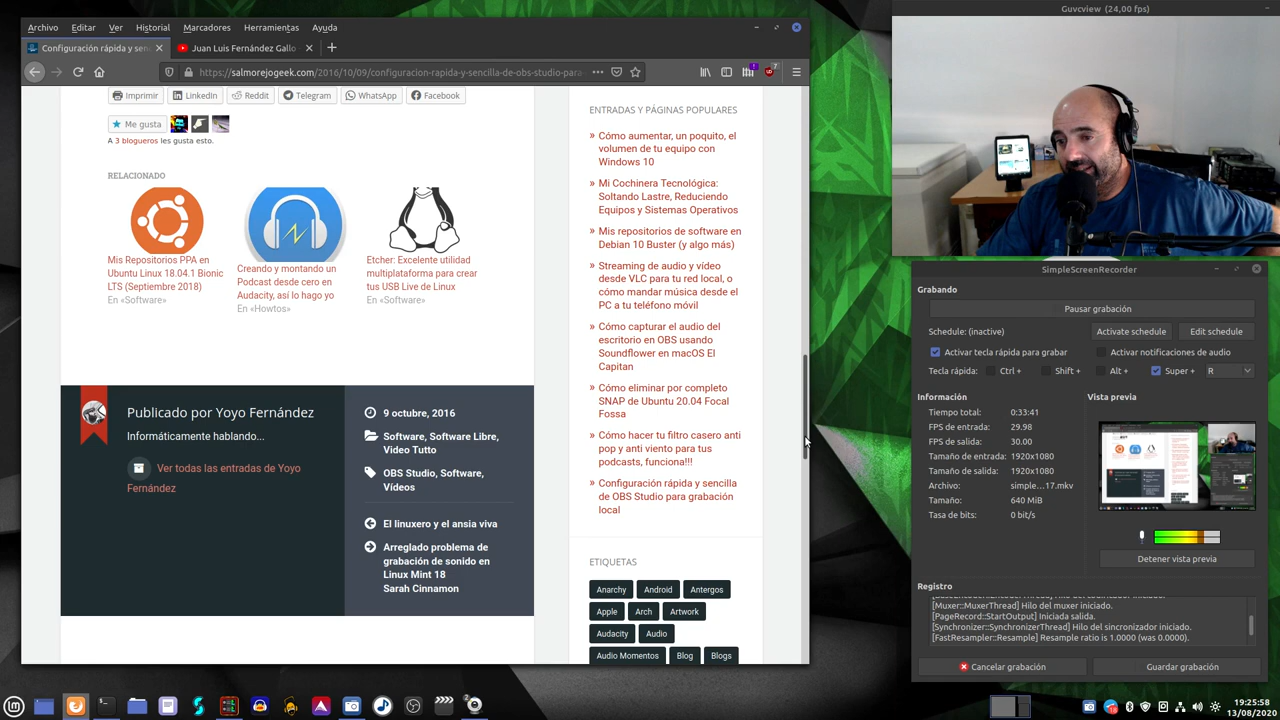 Archivo Editar Ver Historial Marcadores Herramientas Ayuda
Configuración rápida y sen
Juan Luis Fernández Gallo
https://salmorejogeek.com/2016/10/09/configuracion-rapida-y-sencilla-de-obs-studio-para-
Imprimir LinkedIn Reddit Telegram WhatsApp Facebook
Me gusta
A 3 blogueros les gusta esto.
RELACIONADO
Mis Repositorios PPA en
Ubuntu Linux 18.04.1 Bionic
LTS (Septiembre 2018)
En «Software»
Creando y montando un
Podcast desde cero en
Audacity, así lo hago yo
En «Howtos»
Etcher: Excelente utilidad
multiplataforma para crear
tus USB Live de Linux
En «Software»
Publicado por Yoyo Fernández
Informáticamente hablando...
Ver todas las entradas de Yoyo
Fernández
9 octubre, 2016
Software, Software Libre,
Video Tutto
OBS Studio, Software,
Vídeos
El linuxero y el ansia viva
Arreglado problema de
grabación de sonido en
Linux Mint 18
Sarah Cinnamon
ENTRADAS Y PÁGINAS POPULARES
» Cómo aumentar, un poquito, el
volumen de tu equipo con
Windows 10
» Mi Cochinera Tecnológica:
Soltando Lastre, Reduciendo
Equipos y Sistemas Operativos
» Mis repositorios de software en
Debian 10 Buster (y algo más)
» Streaming de audio y vídeo
desde VLC para tu red local, o
cómo mandar música desde el
PC a tu teléfono móvil
» Cómo capturar el audio del
escritorio en OBS usando
Soundflower en macOS El
Capitan
» Cómo eliminar por completo
SNAP de Ubuntu 20.04 Focal
Fossa
» Cómo hacer tu filtro casero anti
pop y anti viento para tus
podcasts, funciona!!!
» Configuración rápida y sencilla
de OBS Studio para grabación
local
ETIQUETAS
Anarchy Android Antergos
Apple Arch Artwork
Audacity Audio
Audio Momentos Blog Blogs
Guvcview (24,00 fps)
SimpleScreenRecorder
Grabando
Pausar grabación
Schedule: (inactive) Activate schedule Edit schedule
Activar tecla rápida para grabar Activar notificaciones de audio
Tecla rápida: Ctrl + Shift + Alt + Super + R
Información
Tiempo total: 0:33:41
FPS de entrada: 29.98
FPS de salida: 30.00
Tamaño de entrada: 1920x1080
Tamaño de salida: 1920x1080
Archivo: simple...17.mkv
Tamaño: 640 MiB
Tasa de bits: 0 bit/s
Vista previa
Detener vista previa
Registro
[Muxer::MuxerThread] Hilo del muxer iniciado.
[PageRecord::StartOutput] Iniciada salida.
[Synchronizer::SynchronizerThread] Hilo del sincronizador iniciado.
[FastResampler::Resample] Resample ratio is 1.0000 (was 0.0000).
Cancelar grabación Guardar grabación
19:25:58
13/08/2020